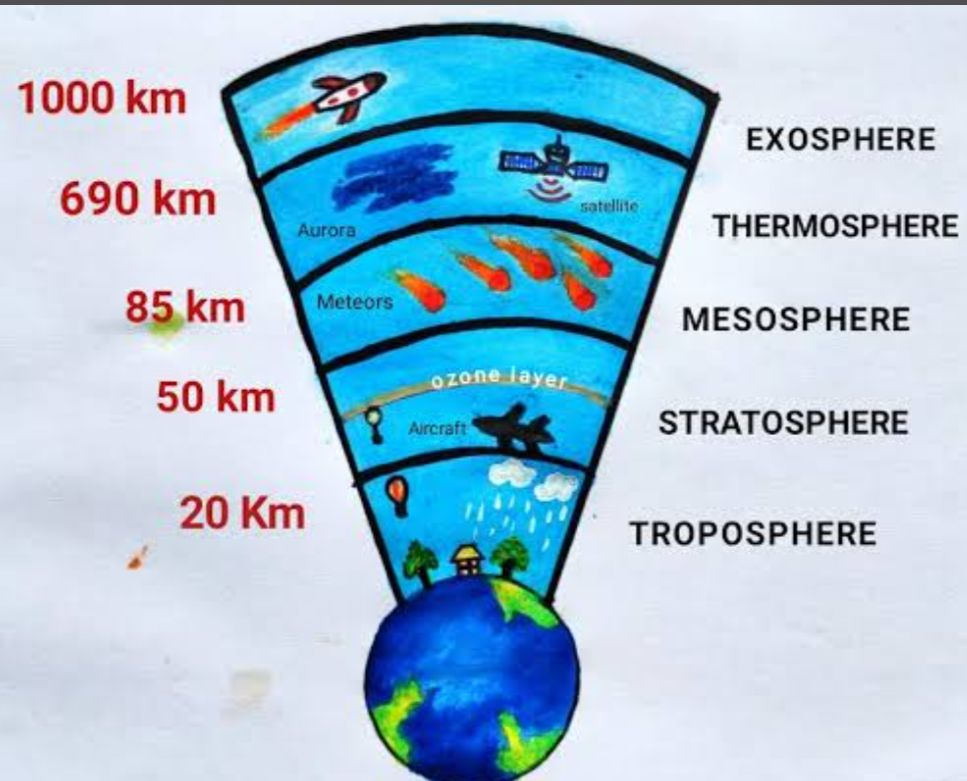 1000 km
EXOSPHERE
690 km
satellite
THERMOSPHERE
Aurora
85 km
Meteors
MESOSPHERE
50 km
ozone layer
Aircraft
STRATOSPHERE
20 Km
TROPOSPHERE